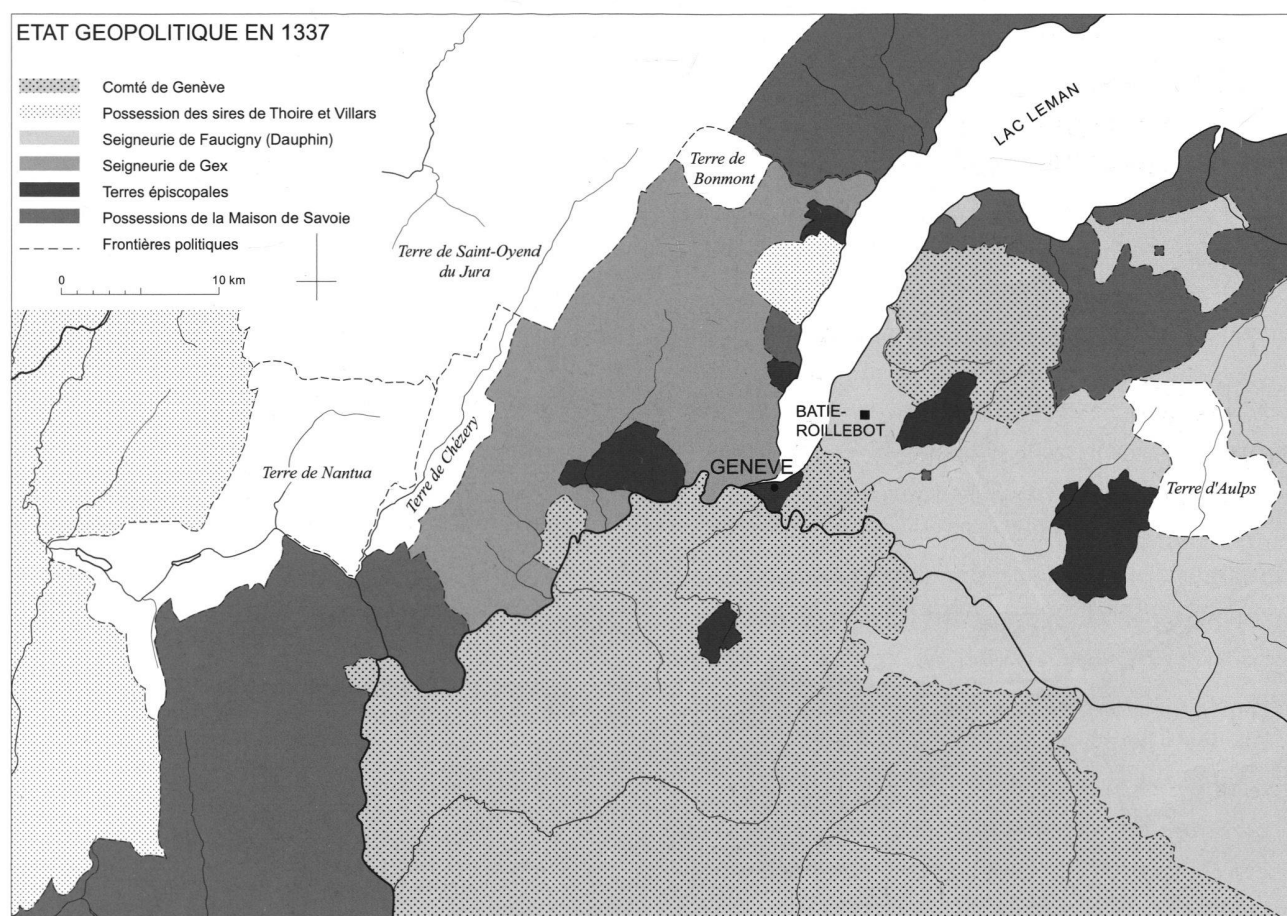 ETAT GEOPOLITIQUE EN 1337
Comté de Genève
Possession des sires de Thoire et Villars
Seigneurie de Faucigny (Dauphin)
Seigneurie de Gex
Terres épiscopales
Possessions de la Maison de Savoie
Frontières politiques
0 10 km
LAC LEMAN
Terre de
Bonmont
Terre de Saint-Oyend
du Jura
Terre de Chézery
Terre de Nantua
BATIE-
ROILLEBOT
GENEVE
Terre d'Aulps